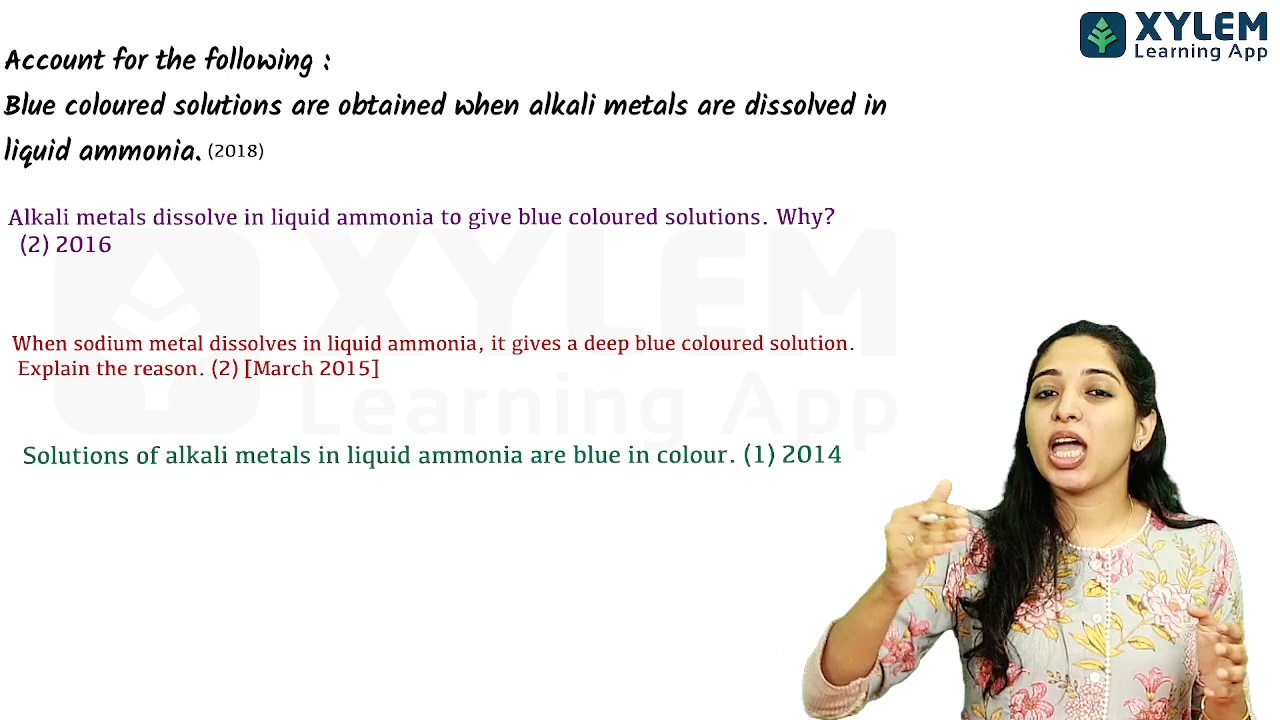 XYLEM
Learning App
Account for the following :
Blue coloured solutions are obtained when alkali metals are dissolved in
liquid ammonia. (2018)
Alkali metals dissolve in liquid ammonia to give blue coloured solutions. Why?
(2) 2016
When sodium metal dissolves in liquid ammonia, it gives a deep blue coloured solution.
Explain the reason. (2) [March 2015]
Solutions of alkali metals in liquid ammonia are blue in colour. (1) 2014
XYLEM
Learning App